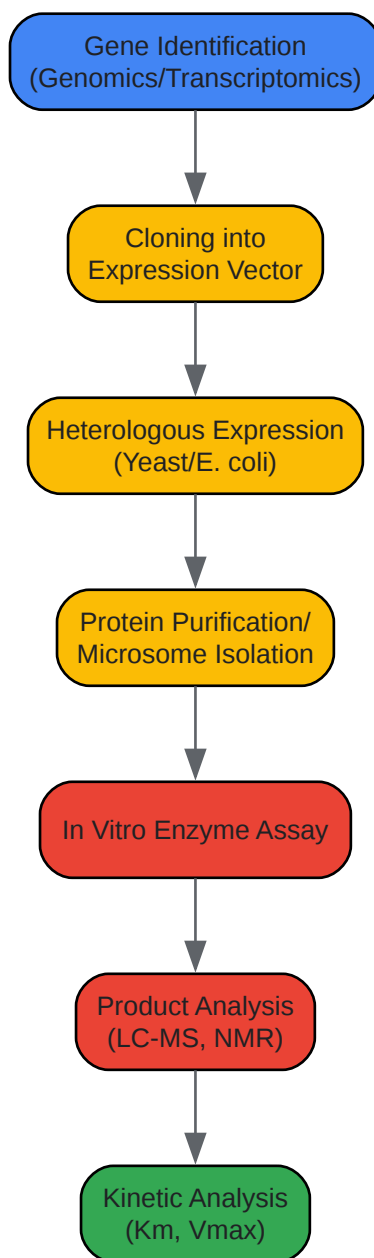 Gene Identification
(Genomics/Transcriptomics)
Cloning into
Expression Vector
Heterologous Expression
(Yeast/E. coli)
Protein Purification/
Microsome Isolation
In Vitro Enzyme Assay
Product Analysis
(LC-MS, NMR)
Kinetic Analysis
(Km, Vmax)